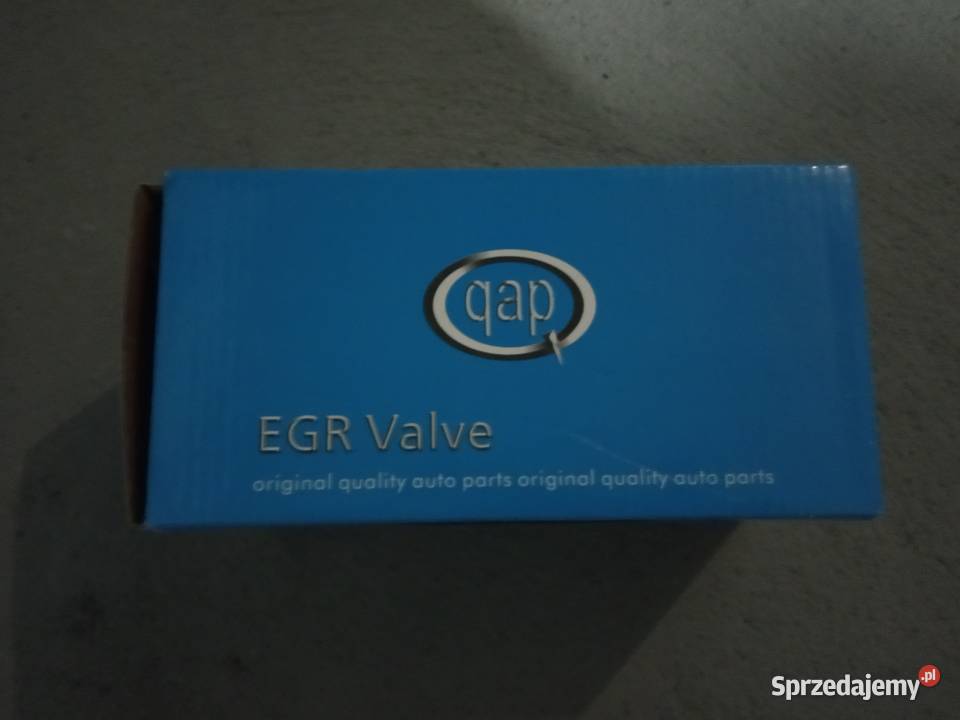 qap
EGR Valve
original quality auto parts original quality auto parts
Sprzedajemy.pl